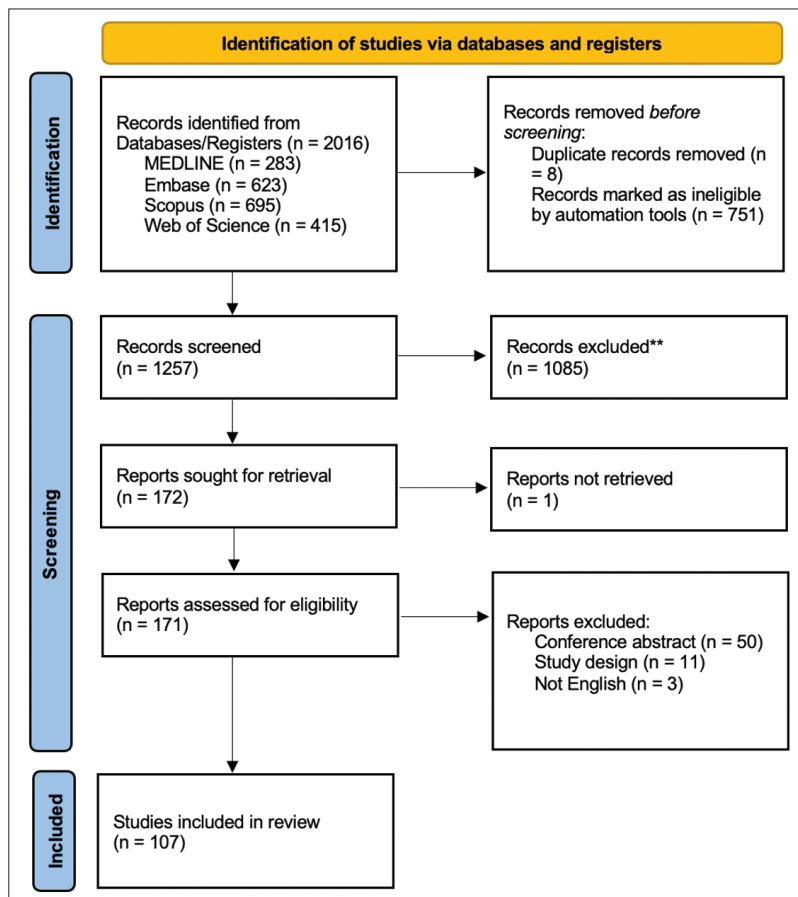 Identification of studies via databases and registers
Identification
Records identified from
Databases/Registers (n = 2016)
MEDLINE (n = 283)
Embase (n = 623)
Scopus (n = 695)
Web of Science (n = 415)
Records removed before
screening:
Duplicate records removed (n
= 8)
Records marked as ineligible
by automation tools (n = 751)
Screening
Records screened
(n = 1257)
Records excluded**
(n = 1085)
Reports sought for retrieval
(n = 172)
Reports not retrieved
(n = 1)
Reports assessed for eligibility
(n = 171)
Reports excluded:
Conference abstract (n = 50)
Study design (n = 11)
Not English (n = 3)
Included
Studies included in review
(n = 107)